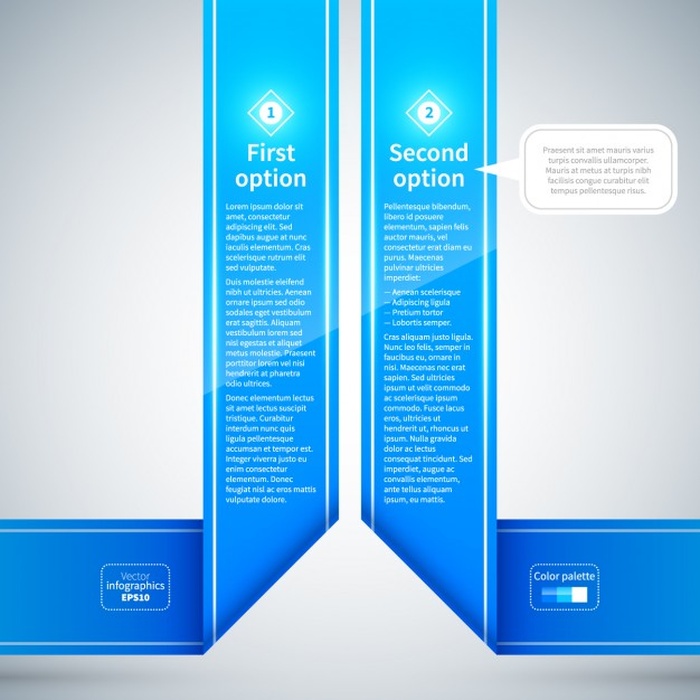 1
First
option
Lorem ipsum dolor sit
amet, consectetur
adipiscing elit. Sed
dapibus augue at nunc
iaculis elementum. Cras
scelerisque rutrum elit
sed vulputate.
Duis molestie eleifend
nibh ut ultricies. Aenean
ornare ipsum sed odio
sodales eget vestibulum
erat sagittis. Aliquam
vestibulum lorem sed
nisi egestas et aliquet
metus molestie. Praesent
porttitor lorem vel nisi
hendrerit at pharetra
odio ultrices.
Donec elementum lectus
sit amet lectus suscipit
tristique. Curabitur
interdum nunc quis
ligula pellentesque
accumsan et tempor est.
Integer viverra justo eu
enim consectetur
elementum. Donec
feugiat nisl ac eros mattis
vulputate dolore.
2
Second
option
Pellentesque bibendum,
libero id posuere
elementum, sapien felis
auctor mauris, vel
consectetur erat diam eu
purus. Maecenas
pulvinar ultricies
imperdiet:
— Aenean scelerisque
— Adipiscing ligula
— Pretium tortor
— Lobortis semper.
Cras aliquam justo ligula.
Nunc leo felis, semper in
faucibus eu, ornare in
nisi. Maecenas nec erat
sapien. Sed ultricies
ipsum ut velit commodo
ac scelerisque ipsum
commodo. Fusce lacus
eros, ultricies ut
hendrerit ut, rhoncus ut
ipsum. Nulla gravida
dolor ac lectus
consequat tincidunt. Sed
imperdiet, augue ac
euismod elementum,
ante tellus aliquam
ipsum, ut mattis.
Praesent sit amet mauris varius
turpis convallis ullamcorper.
Mauris at metus at turpis nibh
facilisis congue curabitur elit
tempus pellentesque risus.
Vector
infographics
EPS10
Color palette